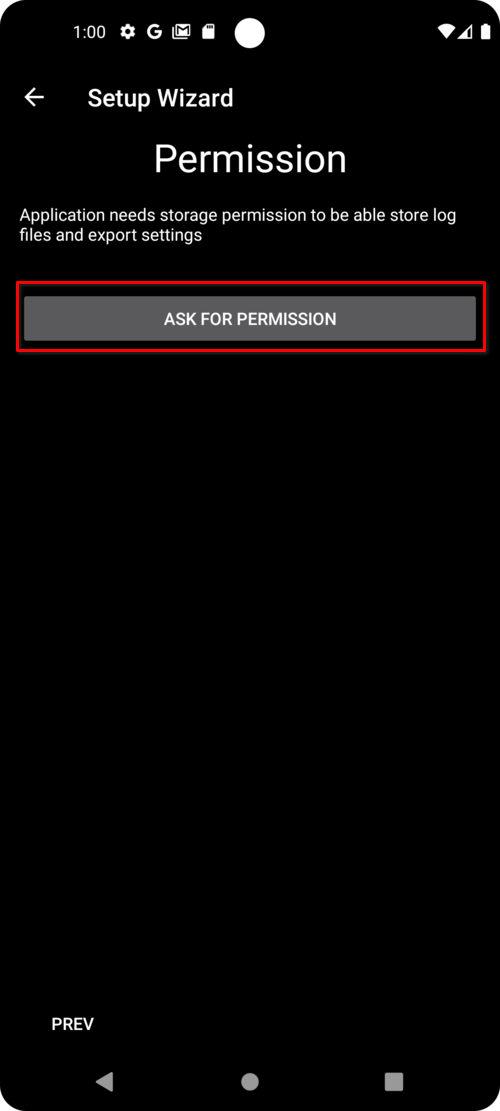 1:00
Setup Wizard
Permission
Application needs storage permission to be able store log
files and export settings
ASK FOR PERMISSION
PREV